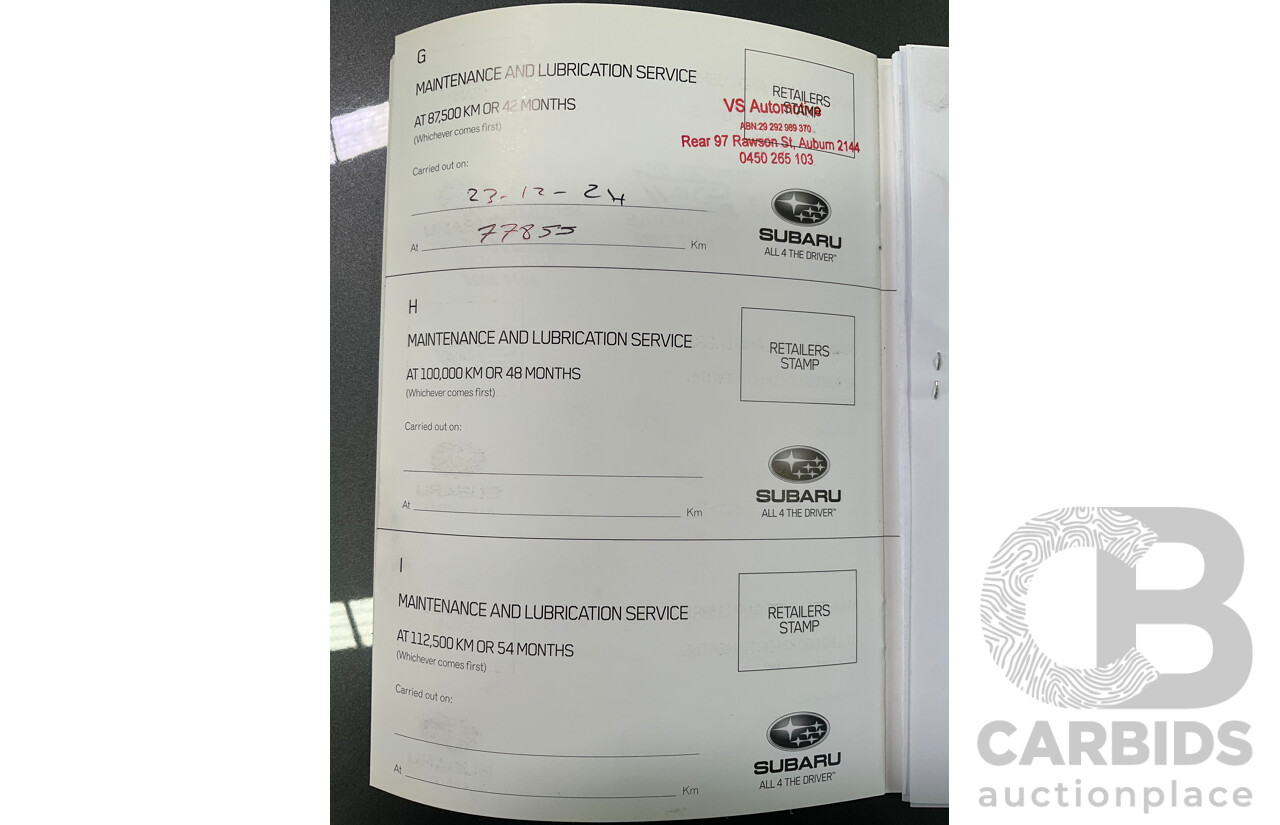 G
MAINTENANCE AND LUBRICATION SERVICE
AT 87,500 KM OR 42 MONTHS
(Whichever comes first)
Carried out on:
23-12-24
At 77855 Km
RETAILERS
STAMP
VS Automotive
ABN:29 292 989 370
Rear 97 Rawson St, Auburn 2144
0450 265 103
SUBARU
ALL 4 THE DRIVER™
H
MAINTENANCE AND LUBRICATION SERVICE
AT 100,000 KM OR 48 MONTHS
(Whichever comes first)
Carried out on:
At Km
RETAILERS
STAMP
SUBARU
ALL 4 THE DRIVER™
I
MAINTENANCE AND LUBRICATION SERVICE
AT 112,500 KM OR 54 MONTHS
(Whichever comes first)
Carried out on:
At Km
RETAILERS
STAMP
SUBARU
ALL 4 THE DRIVER™
CB
CARBIDS
auctionplace